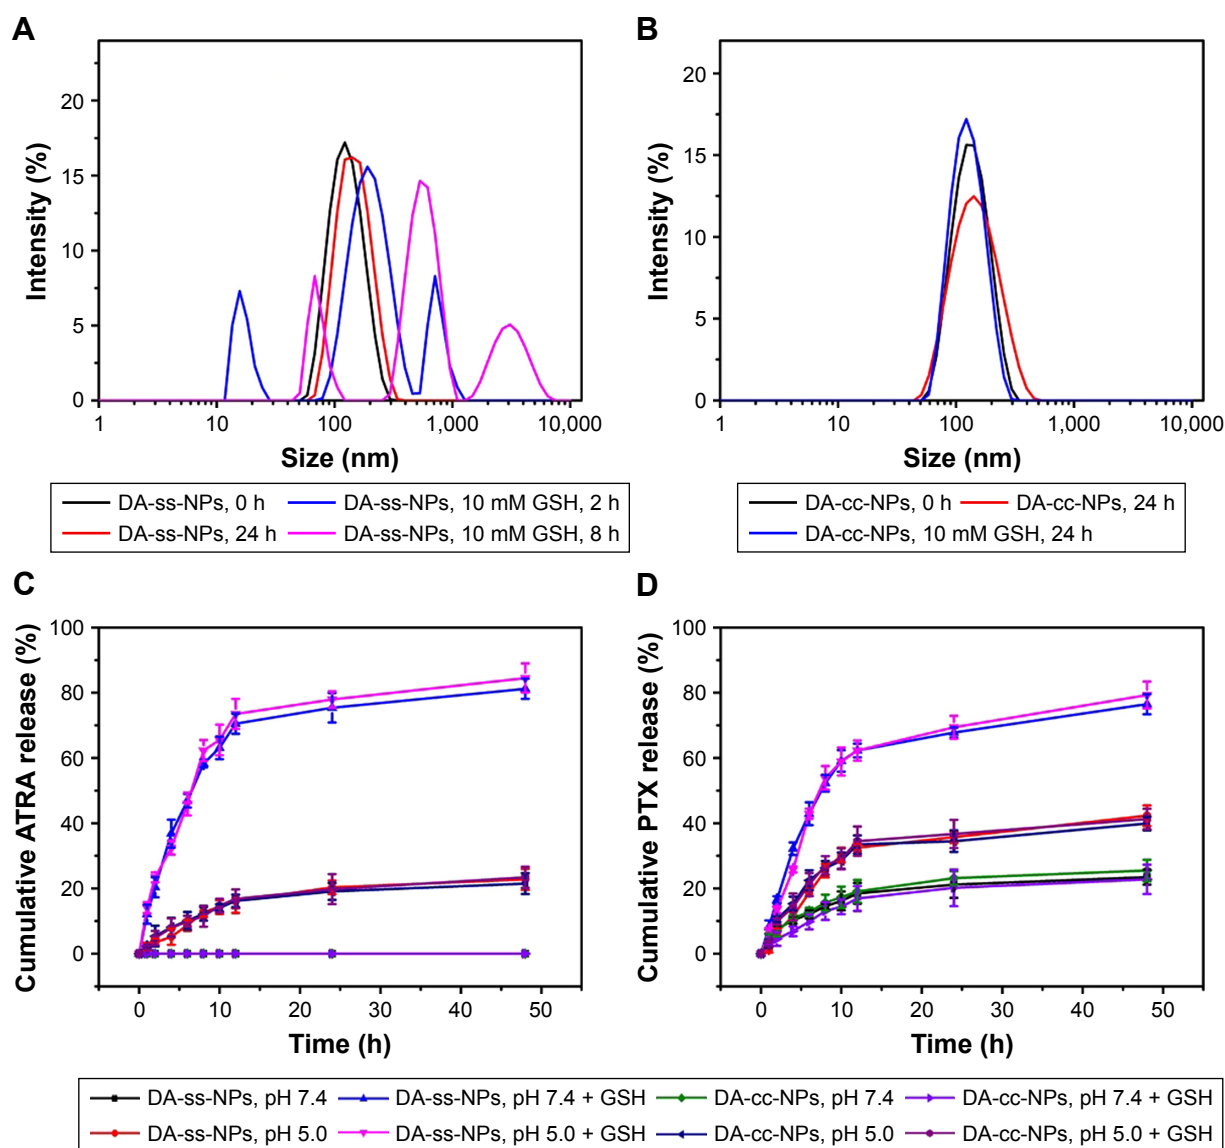 A
B
Intensity (%)
20
15
10
5
0
1
10
100
1,000
10,000
Size (nm)
Intensity (%)
20
15
10
5
0
1
10
100
1,000
10,000
Size (nm)
DA-ss-NPs, 0 h
DA-ss-NPs, 10 mM GSH, 2 h
DA-ss-NPs, 24 h
DA-ss-NPs, 10 mM GSH, 8 h
DA-cc-NPs, 0 h
DA-cc-NPs, 24 h
DA-cc-NPs, 10 mM GSH, 24 h
C
D
Cumulative ATRA release (%)
100
80
60
40
20
0
0
10
20
30
40
50
Time (h)
Cumulative PTX release (%)
100
80
60
40
20
0
0
10
20
30
40
50
Time (h)
DA-ss-NPs, pH 7.4
DA-ss-NPs, pH 7.4 + GSH
DA-cc-NPs, pH 7.4
DA-cc-NPs, pH 7.4 + GSH
DA-ss-NPs, pH 5.0
DA-ss-NPs, pH 5.0 + GSH
DA-cc-NPs, pH 5.0
DA-cc-NPs, pH 5.0 + GSH